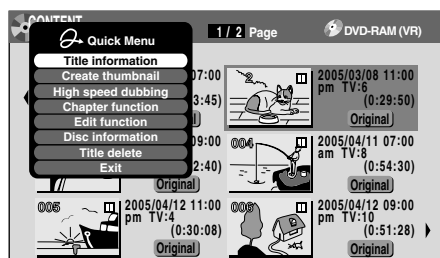 CONTENT
1 / 2 Page
DVD-RAM (VR)
Quick Menu
Title information
Create thumbnail
High speed dubbing
Chapter function
Edit function
Disc information
Title delete
Exit
07:00
3:45)
2
2005/03/08 11:00
pm TV:6
(0:29:50)
Original
09:00
2:40)
Original
004
2005/04/11 07:00
am TV:8
(0:54:30)
Original
005
2005/04/12 11:00
pm TV:4
(0:30:08)
Original
006
2005/04/12 09:00
pm TV:10
(0:51:28)
Original